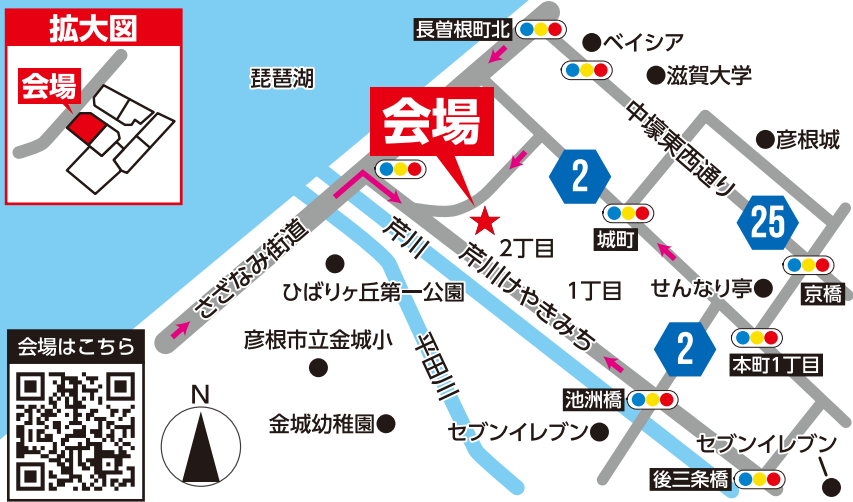 拡大図
会場
琵琶湖
長曽根町北
ベイシア
滋賀大学
中壕東西通り
彦根城
会場
2
25
城町
京橋
さざなみ街道
芹川
2丁目
芹川けやきみち
1丁目
せんなり亭
ひばりヶ丘第一公園
彦根市立金城小
平田川
2
本町1丁目
会場はこちら
N
金城幼稚園
池洲橋
セブンイレブン
セブンイレブン
後三条橋